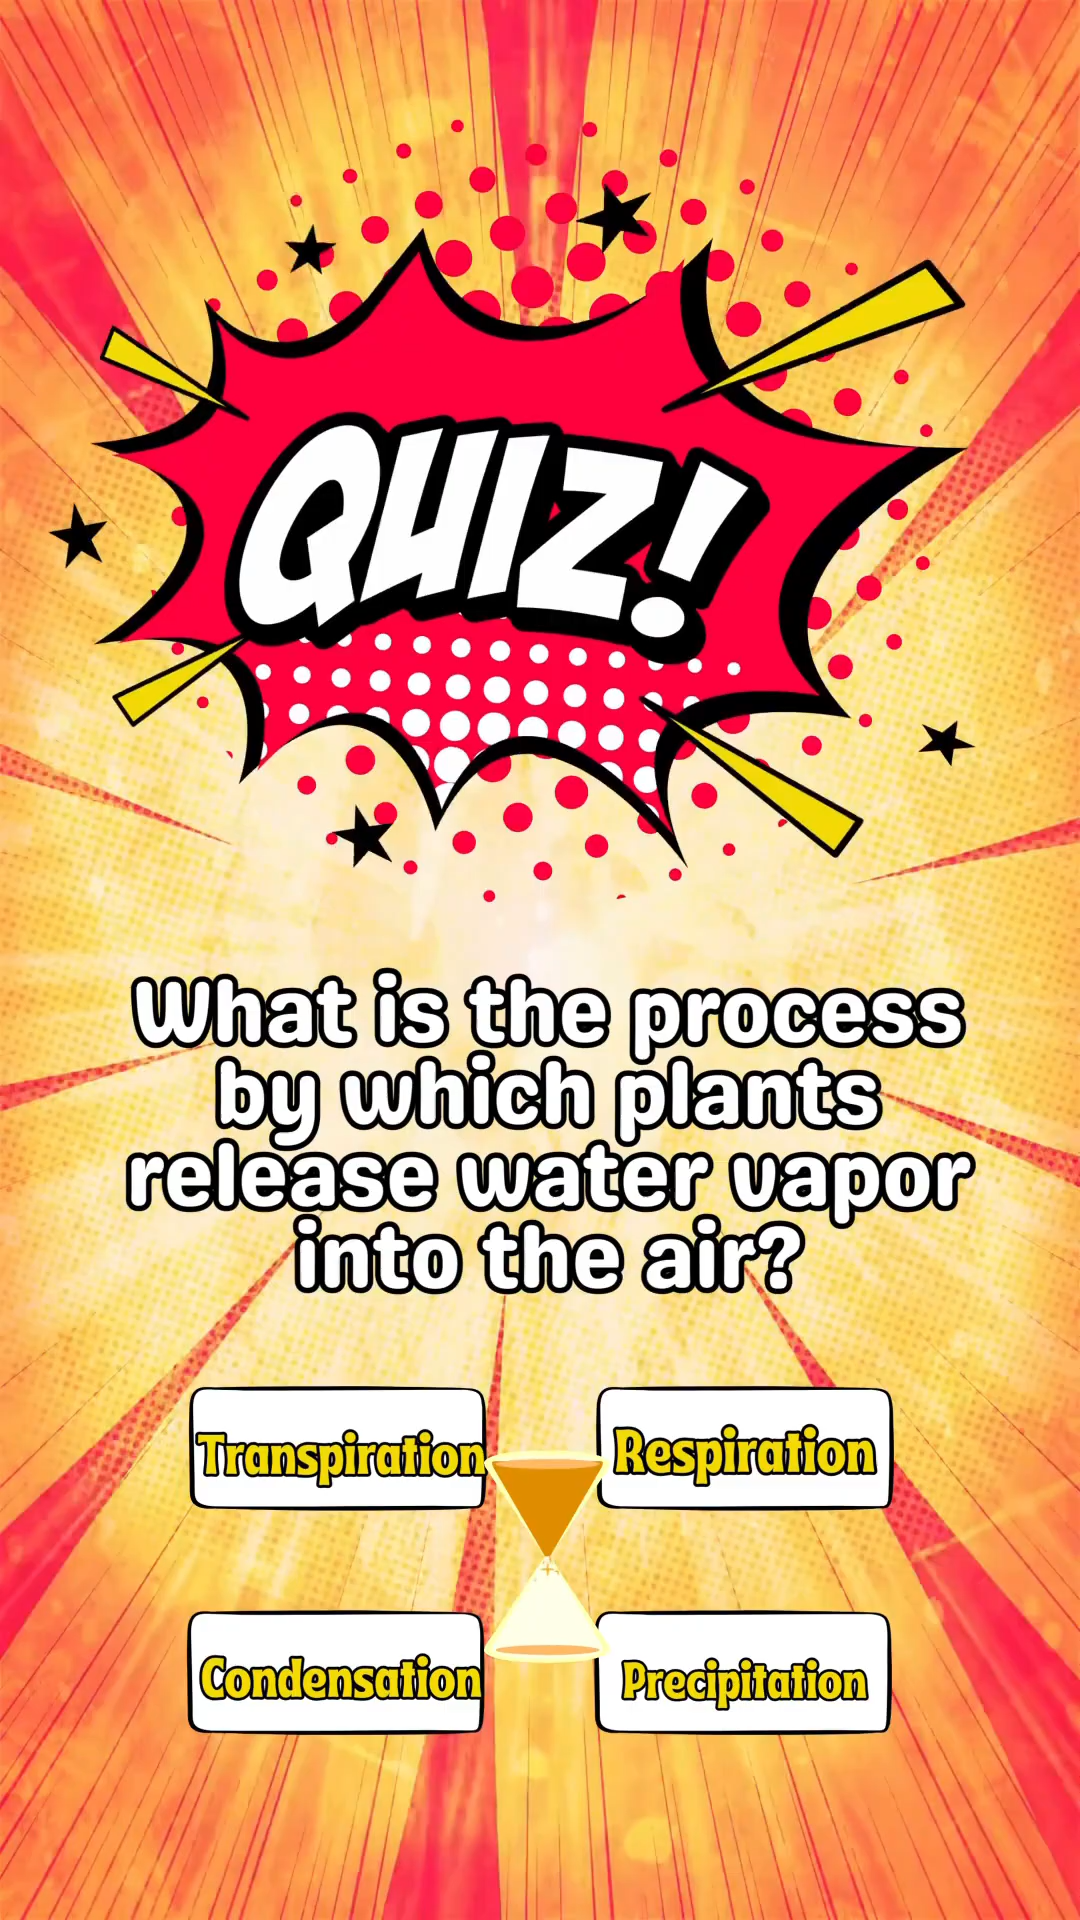 QUIZ!
What is the process
by which plants
release water vapor
into the air?
Transpiration
Respiration
Condensation
Precipitation